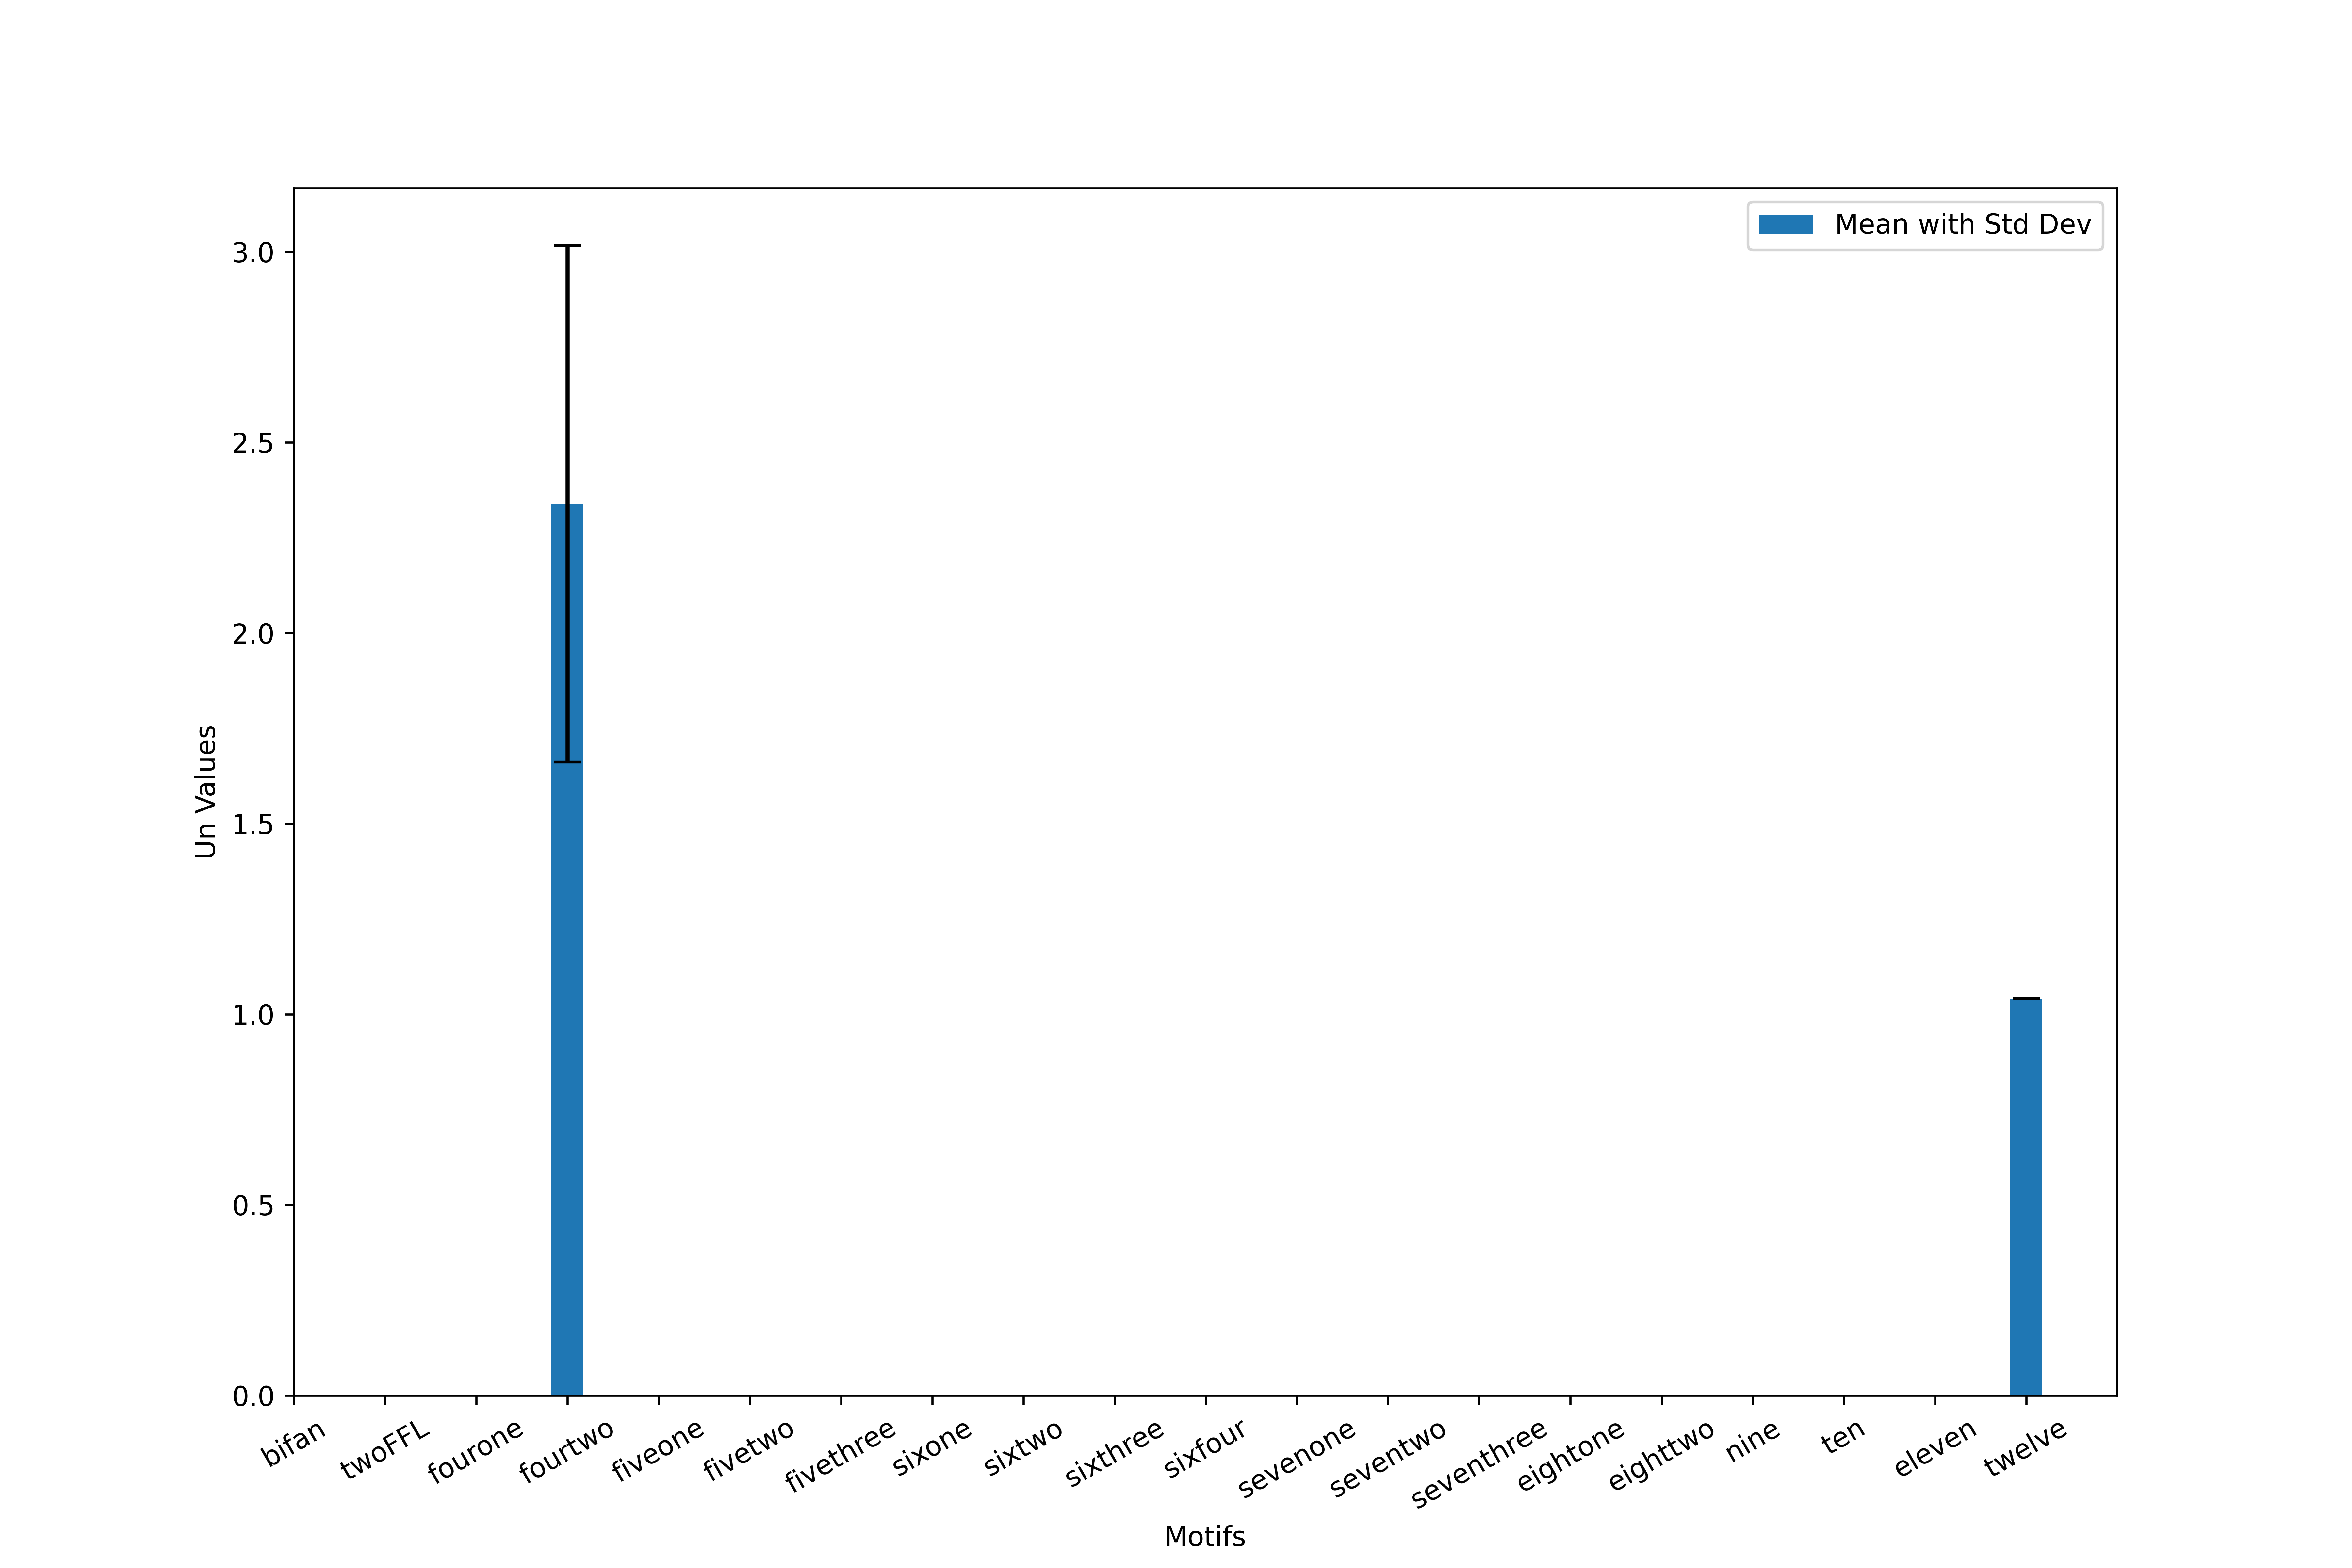 Mean with Std Dev
3.0
2.5
2.0
1.5
1.0
0.5
0.0
Un Values
bifan
twoFFL
fourone
fourtwo
fiveone
fivetwo
fivethree
sixone
sixtwo
sixthree
sixfour
sevenone
seventwo
seventhree
eightone
eighttwo
nine
ten
eleven
twelve
Motifs